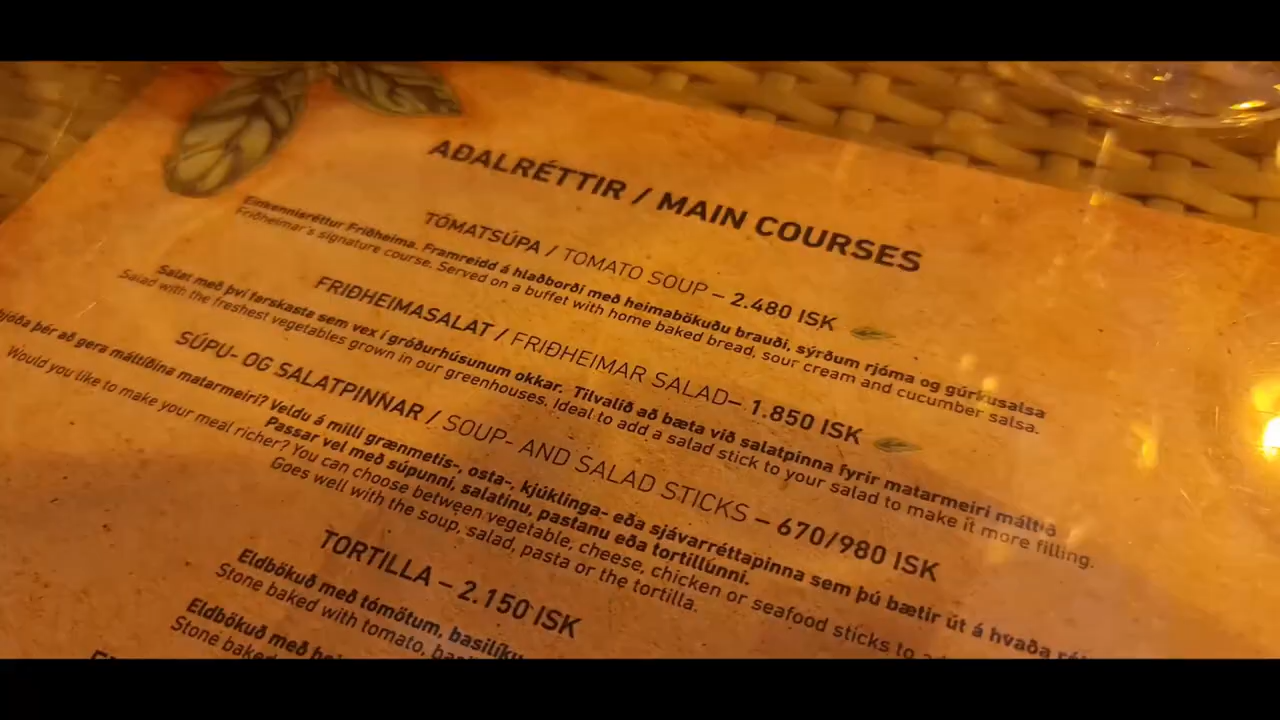 AÐALRÉTTIR / MAIN COURSES
TÓMATSÚPA / TOMATO SOUP – 2.480 ISK
Einkennisréttur Friðheima. Framreidd á hlaðborði með heimabökuðu brauði, sýrðum rjóma og gúrkusalsa
Friðheimar's signature course. Served on a buffet with home baked bread, sour cream and cucumber salsa.
FRIÐHEIMASALAT / FRIÐHEIMAR SALAD– 1.850 ISK
Salat með því farskasta sem vex í gróðurhúsunum okkar. Tilvalið að bæta við salatpinna fyrir matarmeiri máltíð
Salad with the freshest vegetables grown in our greenhouses. Ideal to add a salad stick to your salad to make it more filling.
SÚPU- OG SALATPINNAR / SOUP- AND SALAD STICKS – 670/980 ISK
þér að gera máltíðina matarmeiri? Veldu á milli grænmetis-, osta-, kjúklinga- eða sjávarréttapinna sem þú bætir út á hvaða
Passar vel með súpunni, salatinu, pastanu eða tortillunni.
Would you like to make your meal richer? You can choose between vegetable, cheese, chicken or seafood sticks to
Goes well with the soup, salad, pasta or the tortilla.
TORTILLA – 2.150 ISK
Eldbökuð með tómötum, basilíku
Stone baked with tomato,
Eldbökuð með
Stone baked